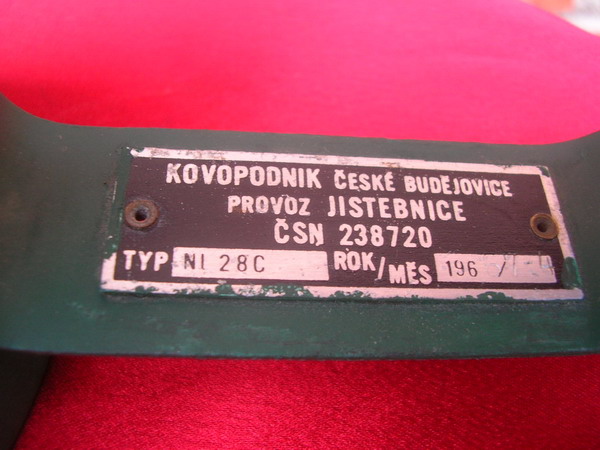 KOVOPODNIK ČESKÉ BUDĚJOVICE
PROVOZ JISTEBNICE
ČSN 238720
TYP NI 28C ROK/MĚS 196